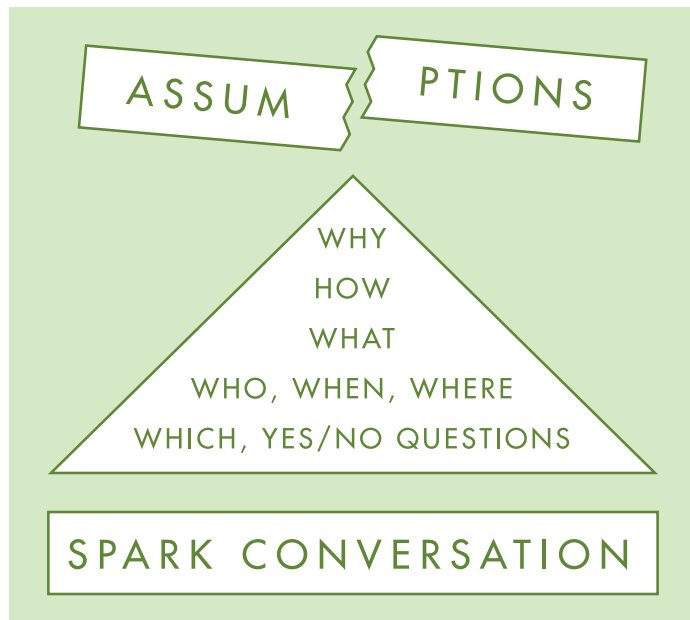 ASSUM PTIONS
WHY
HOW
WHAT
WHO, WHEN, WHERE
WHICH, YES/NO QUESTIONS
SPARK CONVERSATION